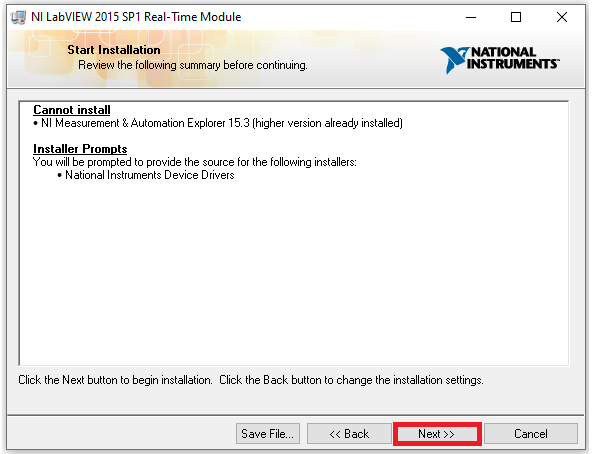 NI LabVIEW 2015 SP1 Real-Time Module
Start Installation
Review the following summary before continuing.
NATIONAL
INSTRUMENTS™
Cannot install
• NI Measurement & Automation Explorer 15.3 (higher version already installed)
Installer Prompts
You will be prompted to provide the source for the following installers:
• National Instruments Device Drivers
Click the Next button to begin installation.  Click the Back button to change the installation settings.
Save File...
<< Back
Next >>
Cancel